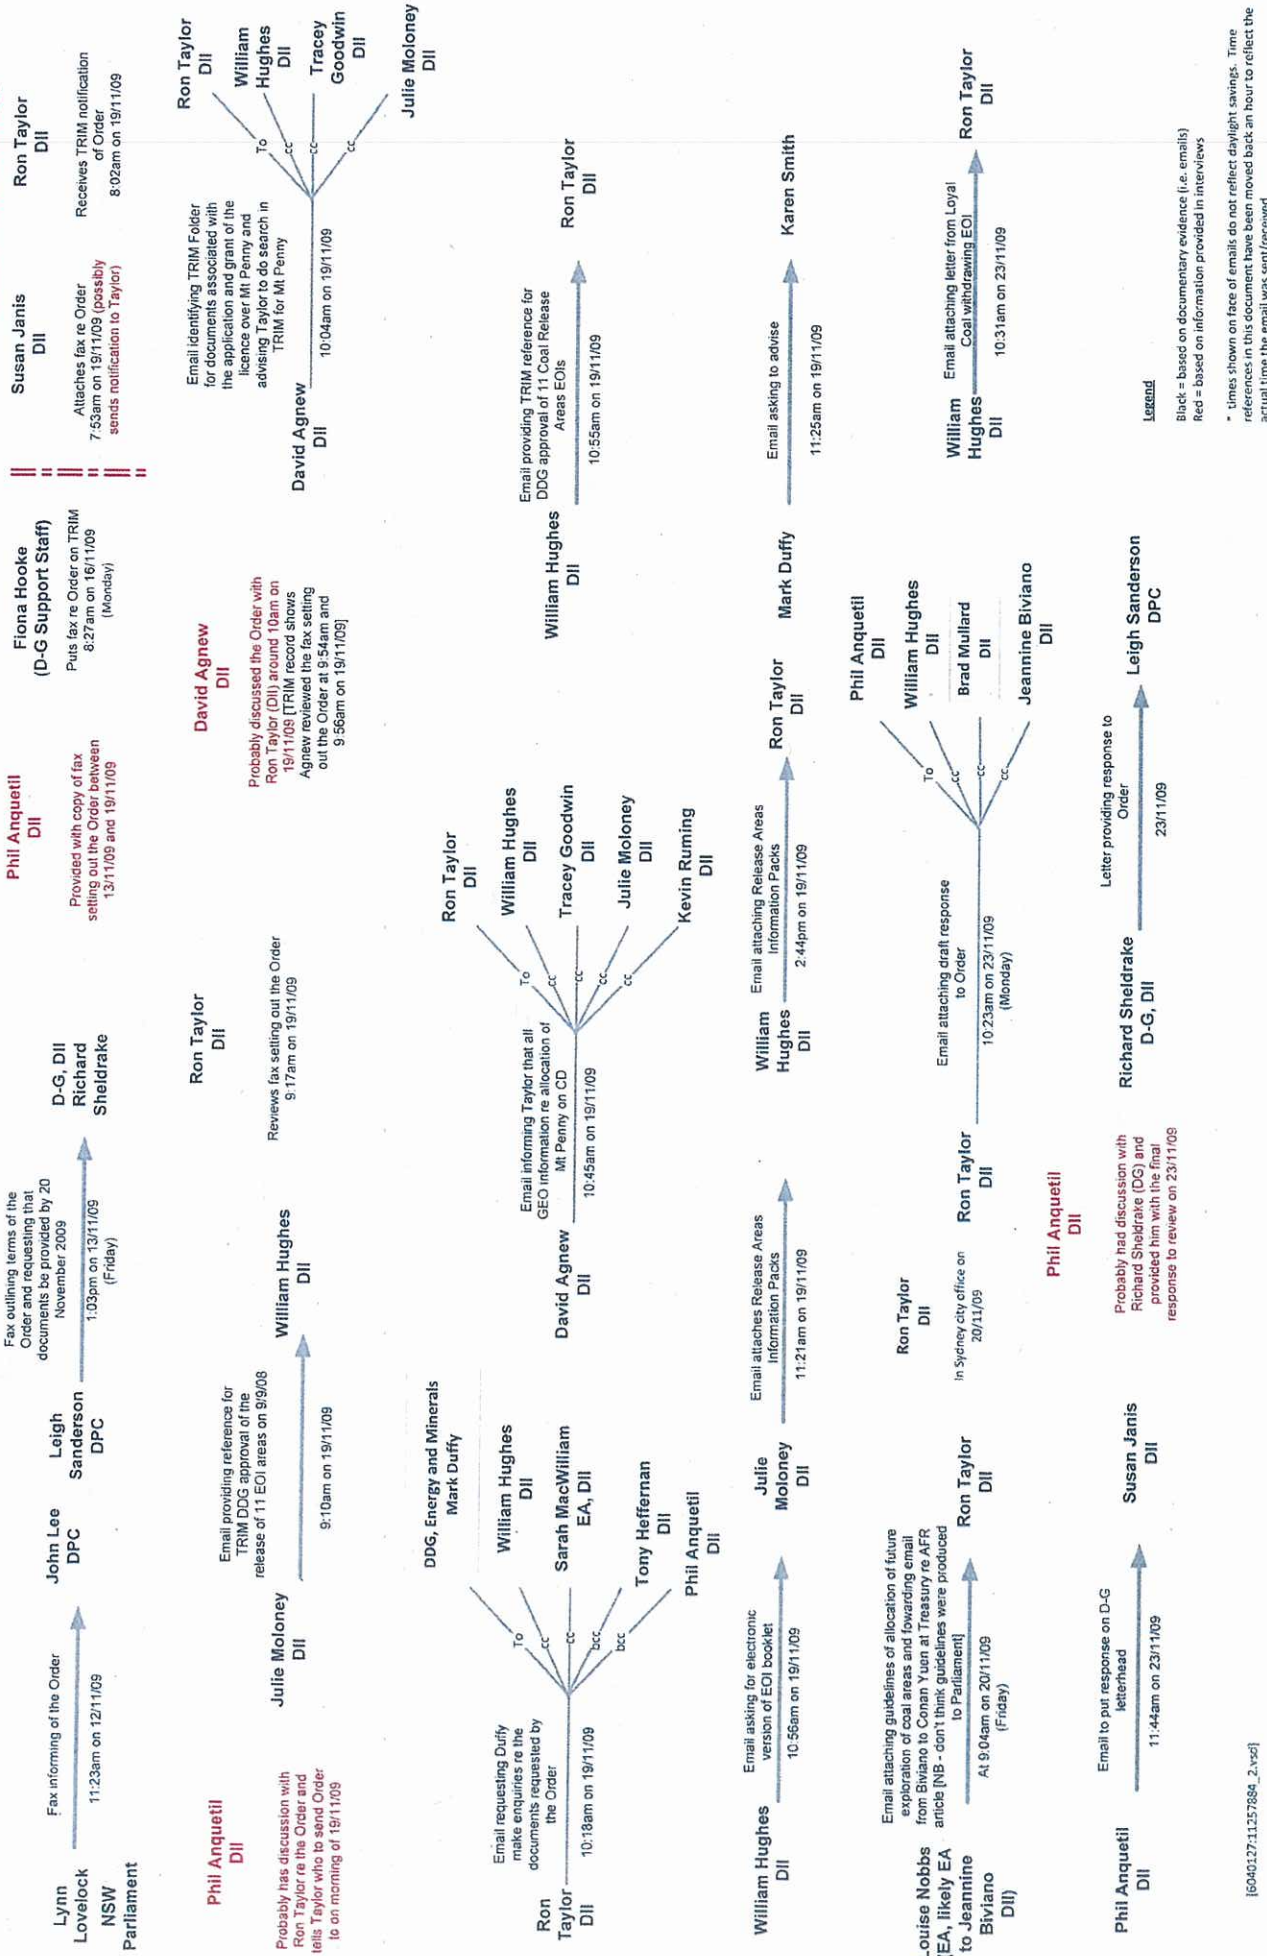 Lynn
Lovelock
NSW
Parliament
Fax informing of the Order
11:23am on 12/11/09
John Lee
DPC
Leigh
Sanderson
DPC
Fax outlining terms of the
Order and requesting that
documents be provided by 20
November 2009
1:03pm on 13/11/09
(Friday)
D-G, DII
Richard
Sheldrake
Phil Anquetil
DII
Provided with copy of fax
setting out the Order between
13/11/09 and 19/11/09
Fiona Hooke
(D-G Support Staff)
Puts fax re Order on TRIM
8:27am on 16/11/09
(Monday)
Susan Janis
DII
Attaches fax re Order
7:53am on 19/11/09 (possibly
sends notification to Taylor)
Ron Taylor
DII
Receives TRIM notification
of Order
8:02am on 19/11/09
Phil Anquetil
DII
Probably has discussion with
Ron Taylor re the Order and
tells Taylor who to send Order
to on morning of 19/11/09
Julie Moloney
DII
Email providing reference for
TRIM DDG approval of the
release of 11 EOI areas on 9/9/08
9:10am on 19/11/09
William Hughes
DII
Ron Taylor
DII
Reviews fax setting out the Order
9:17am on 19/11/09
David Agnew
DII
Probably discussed the Order with
Ron Taylor (DII) around 10am on
19/11/09 [TRIM record shows
Agnew reviewed the fax setting
out the Order at 9:54am and
9:56am on 19/11/09]
David Agnew
DII
Email identifying TRIM Folder
for documents associated with
the application and grant of the
licence over Mt Penny and
advising Taylor to do search in
TRIM for Mt Penny
10:04am on 19/11/09
To
cc
cc
cc
Ron Taylor
DII
William
Hughes
DII
Tracey
Goodwin
DII
Julie Moloney
DII
Ron
Taylor
DII
Email requesting Duffy
make enquiries re the
documents requested by
the Order
10:18am on 19/11/09
To
cc
cc
bcc
bcc
DDG, Energy and Minerals
Mark Duffy
William Hughes
DII
Sarah MacWilliam
EA, DII
Tony Heffernan
DII
Phil Anquetil
DII
David Agnew
DII
Email informing Taylor that all
GEO information re allocation of
Mt Penny on CD
10:45am on 19/11/09
To
cc
cc
cc
cc
Ron Taylor
DII
William Hughes
DII
Tracey Goodwin
DII
Julie Moloney
DII
Kevin Ruming
DII
William Hughes
DII
Email providing TRIM reference for
DDG approval of 11 Coal Release
Areas EOIs
10:55am on 19/11/09
Ron Taylor
DII
William Hughes
DII
Email asking for electronic
version of EOI booklet
10:56am on 19/11/09
Julie
Moloney
DII
Email attaches Release Areas
Information Packs
11:21am on 19/11/09
William
Hughes
DII
Email attaching Release Areas
Information Packs
2:44pm on 19/11/09
Ron Taylor
DII
Mark Duffy
Email asking to advise
11:25am on 19/11/09
Karen Smith
Louise Nobbs
(EA, likely EA
to Jeannine
Biviano
DII)
Email attaching guidelines of allocation of future
exploration of coal areas and fowarding email
from Biviano to Conan Yuen at Treasury re AFR
article [NB - don't think guidelines were produced
to Parliament]
At 9:04am on 20/11/09
(Friday)
Ron Taylor
DII
Ron Taylor
DII
In Sydney city office on
20/11/09
Ron Taylor
DII
Email attaching draft response
to Order
10:23am on 23/11/09
(Monday)
To
cc
cc
cc
Phil Anquetil
DII
William Hughes
DII
Brad Mullard
DII
Jeannine Biviano
DII
William
Hughes
DII
Email attaching letter from Loyal
Coal withdrawing EOI
10:31am on 23/11/09
Ron Taylor
DII
Phil Anquetil
DII
Email to put response on D-G
letterhead
11:44am on 23/11/09
Susan Janis
DII
Phil Anquetil
DII
Probably had discussion with
Richard Sheldrake (DG) and
provided him with the final
response to review on 23/11/09
Richard Sheldrake
D-G, DII
Letter providing response to
Order
23/11/09
Leigh Sanderson
DPC
Legend
Black = based on documentary evidence (i.e. emails)
Red = based on information provided in interviews
* times shown on face of emails do not reflect daylight savings. Time
references in this document have been moved back an hour to reflect the
actual time the email was sent/received
[6040127:11257884_2.vsd]